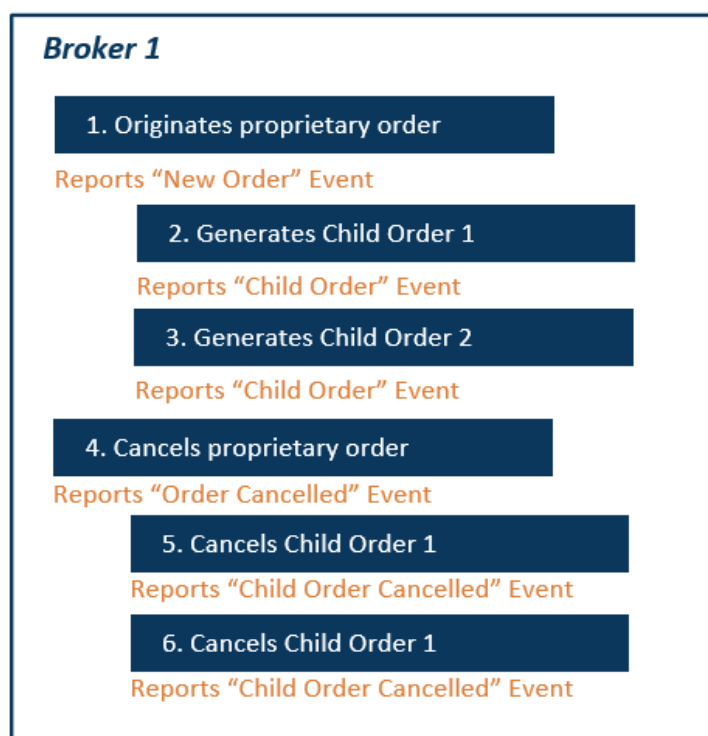 Broker 1
1. Originates proprietary order
Reports “New Order” Event
2. Generates Child Order 1
Reports “Child Order” Event
3. Generates Child Order 2
Reports “Child Order” Event
4. Cancels proprietary order
Reports “Order Cancelled” Event
5. Cancels Child Order 1
Reports “Child Order Cancelled” Event
6. Cancels Child Order 1
Reports “Child Order Cancelled” Event